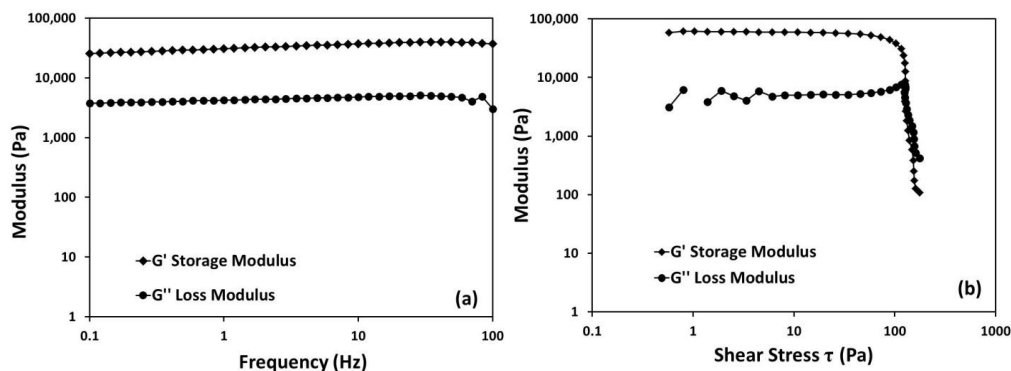 100,000
10,000
1,000
100
10
1
Modulus (Pa)
G' Storage Modulus
G'' Loss Modulus
(a)
0.1
1
10
100
Frequency (Hz)
100,000
10,000
1,000
100
10
1
Modulus (Pa)
G' Storage Modulus
G'' Loss Modulus
(b)
0.1
1
10
100
1000
Shear Stress τ (Pa)